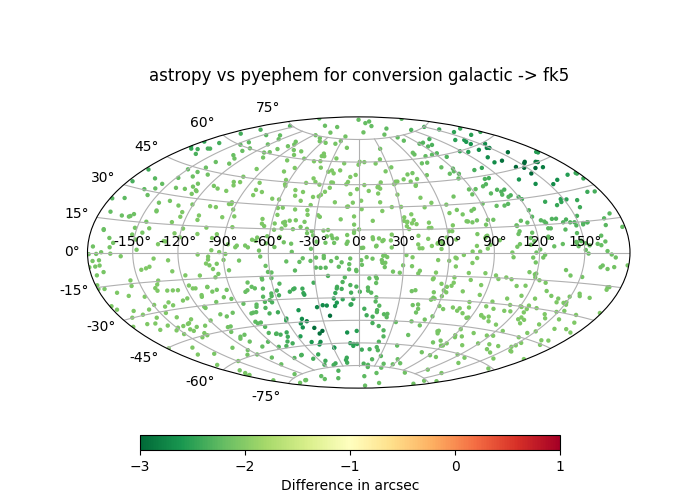 astropy vs pyephem for conversion galactic -> fk5
75°
60°
45°
30°
15°
0°
-150° -120° -90° -60° -30° 0° 30° 60° 90° 120° 150°
-15°
-30°
-45°
-60°
-75°
−3 −2 −1 0 1
Difference in arcsec